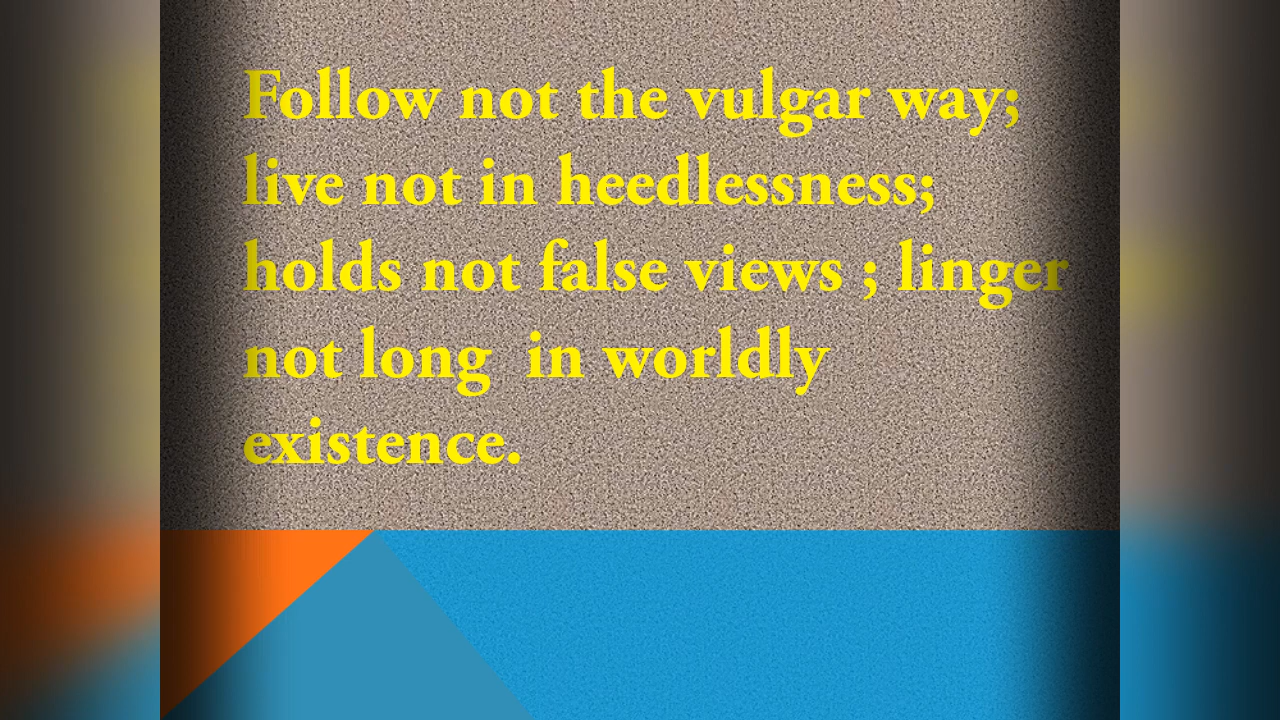 Follow not the vulgar way;
live not in heedlessness;
holds not false views ; linger
not long  in worldly
existence.